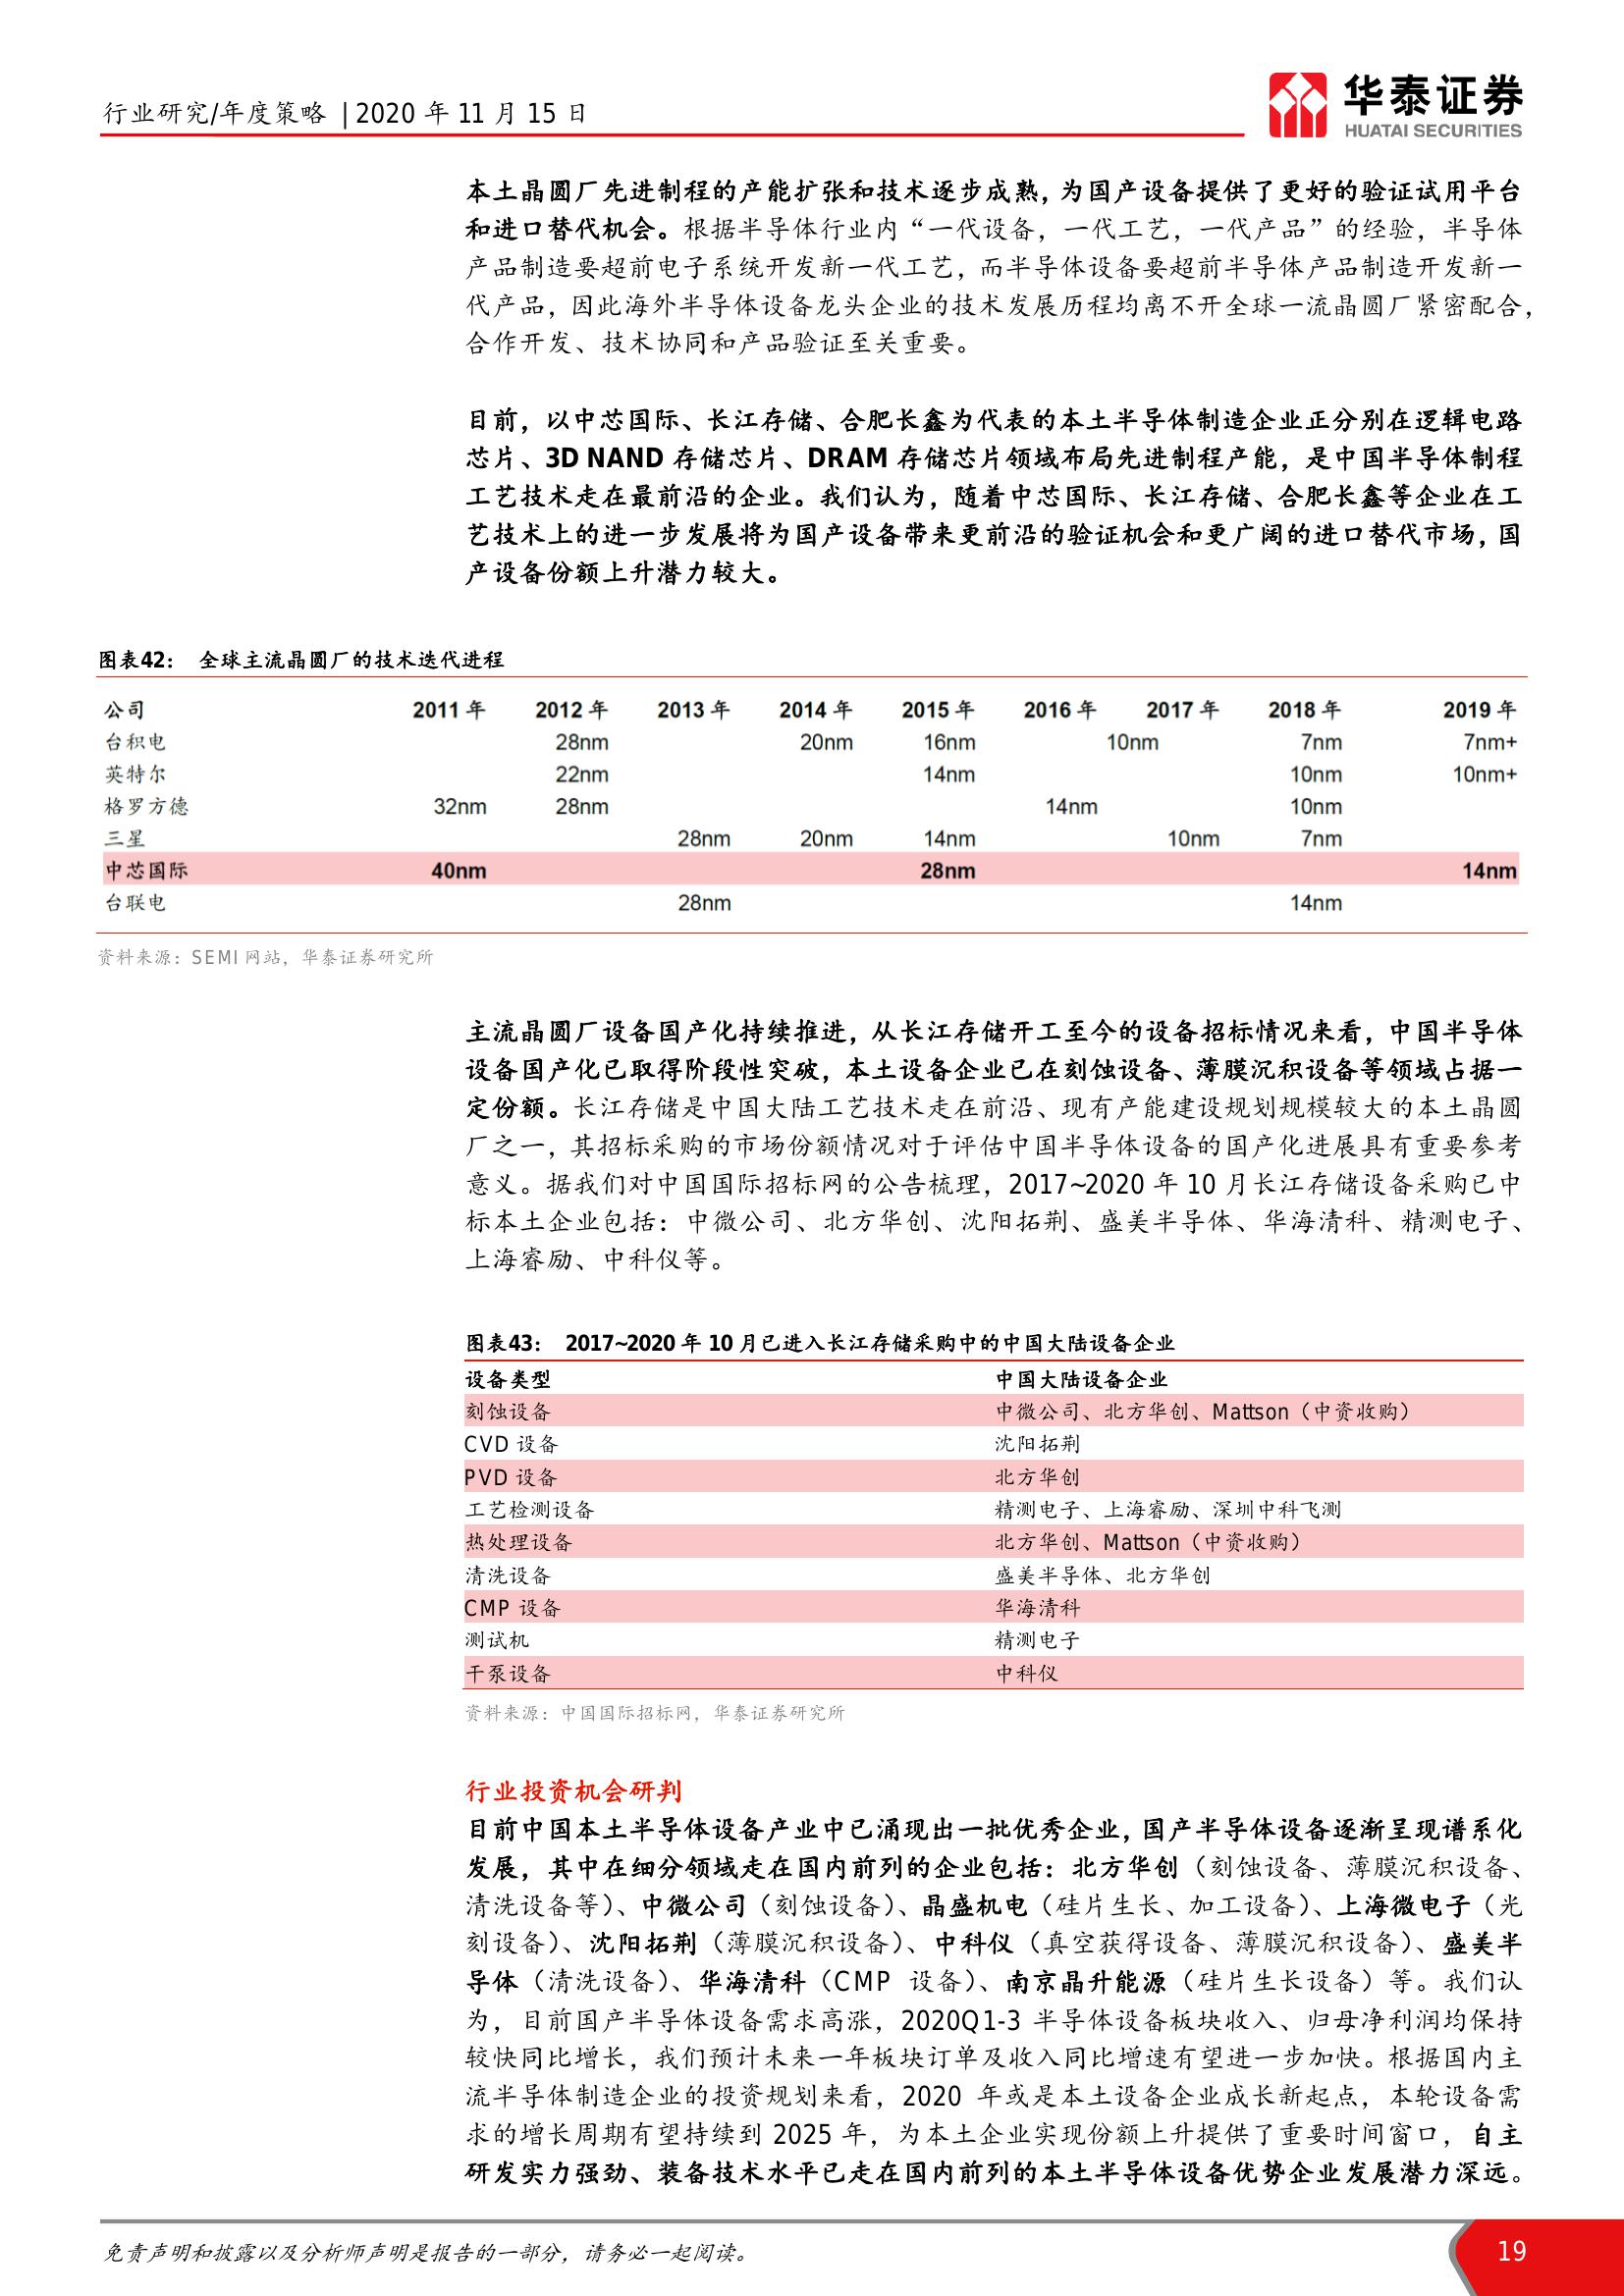 行业研究/年度策略 | 2020 年 11 月 15 日
华泰证券
HUATAI SECURITIES
本土晶圆厂先进制程的产能扩张和技术逐步成熟，为国产设备提供了更好的验证试用平台
和进口替代机会。根据半导体行业内“一代设备，一代工艺，一代产品”的经验，半导体
产品制造要超前电子系统开发新一代工艺，而半导体设备要超前半导体产品制造开发新一
代产品，因此海外半导体设备龙头企业的技术发展历程均离不开全球一流晶圆厂紧密配合，
合作开发、技术协同和产品验证至关重要。
目前，以中芯国际、长江存储、合肥长鑫为代表的本土半导体制造企业正分别在逻辑电路
芯片、3D NAND 存储芯片、DRAM 存储芯片领域布局先进制程产能，是中国半导体制程
工艺技术走在最前沿的企业。我们认为，随着中芯国际、长江存储、合肥长鑫等企业在工
艺技术上的进一步发展将为国产设备带来更前沿的验证机会和更广阔的进口替代市场，国
产设备份额上升潜力较大。
图表42： 全球主流晶圆厂的技术迭代进程
公司 2011 年 2012 年 2013 年 2014 年 2015 年 2016 年 2017 年 2018 年 2019 年
台积电 28nm 20nm 16nm 10nm 7nm 7nm+
英特尔 22nm 14nm 10nm 10nm+
格罗方德 32nm 28nm 14nm 10nm
三星 28nm 20nm 14nm 10nm 7nm
中芯国际 40nm 28nm 14nm
台联电 28nm 14nm
资料来源：SEMI 网站，华泰证券研究所
主流晶圆厂设备国产化持续推进，从长江存储开工至今的设备招标情况来看，中国半导体
设备国产化已取得阶段性突破，本土设备企业已在刻蚀设备、薄膜沉积设备等领域占据一
定份额。长江存储是中国大陆工艺技术走在前沿、现有产能建设规划规模较大的本土晶圆
厂之一，其招标采购的市场份额情况对于评估中国半导体设备的国产化进展具有重要参考
意义。据我们对中国国际招标网的公告梳理，2017~2020 年 10 月长江存储设备采购已中
标本土企业包括：中微公司、北方华创、沈阳拓荆、盛美半导体、华海清科、精测电子、
上海睿励、中科仪等。
图表43： 2017~2020 年 10 月已进入长江存储采购中的中国大陆设备企业
设备类型 中国大陆设备企业
刻蚀设备 中微公司、北方华创、Mattson（中资收购）
CVD 设备 沈阳拓荆
PVD 设备 北方华创
工艺检测设备 精测电子、上海睿励、深圳中科飞测
热处理设备 北方华创、Mattson（中资收购）
清洗设备 盛美半导体、北方华创
CMP 设备 华海清科
测试机 精测电子
干泵设备 中科仪
资料来源：中国国际招标网，华泰证券研究所
行业投资机会研判
目前中国本土半导体设备产业中已涌现出一批优秀企业，国产半导体设备逐渐呈现谱系化
发展，其中在细分领域走在国内前列的企业包括：北方华创（刻蚀设备、薄膜沉积设备、
清洗设备等）、中微公司（刻蚀设备）、晶盛机电（硅片生长、加工设备）、上海微电子（光
刻设备）、沈阳拓荆（薄膜沉积设备）、中科仪（真空获得设备、薄膜沉积设备）、盛美半
导体（清洗设备）、华海清科（CMP 设备）、南京晶升能源（硅片生长设备）等。我们认
为，目前国产半导体设备需求高涨，2020Q1-3 半导体设备板块收入、归母净利润均保持
较快同比增长，我们预计未来一年板块订单及收入同比增速有望进一步加快。根据国内主
流半导体制造企业的投资规划来看，2020 年或是本土设备企业成长新起点，本轮设备需
求的增长周期有望持续到 2025 年，为本土企业实现份额上升提供了重要时间窗口，自主
研发实力强劲、装备技术水平已走在国内前列的本土半导体设备优势企业发展潜力深远。
免责声明和披露以及分析师声明是报告的一部分，请务必一起阅读。
19